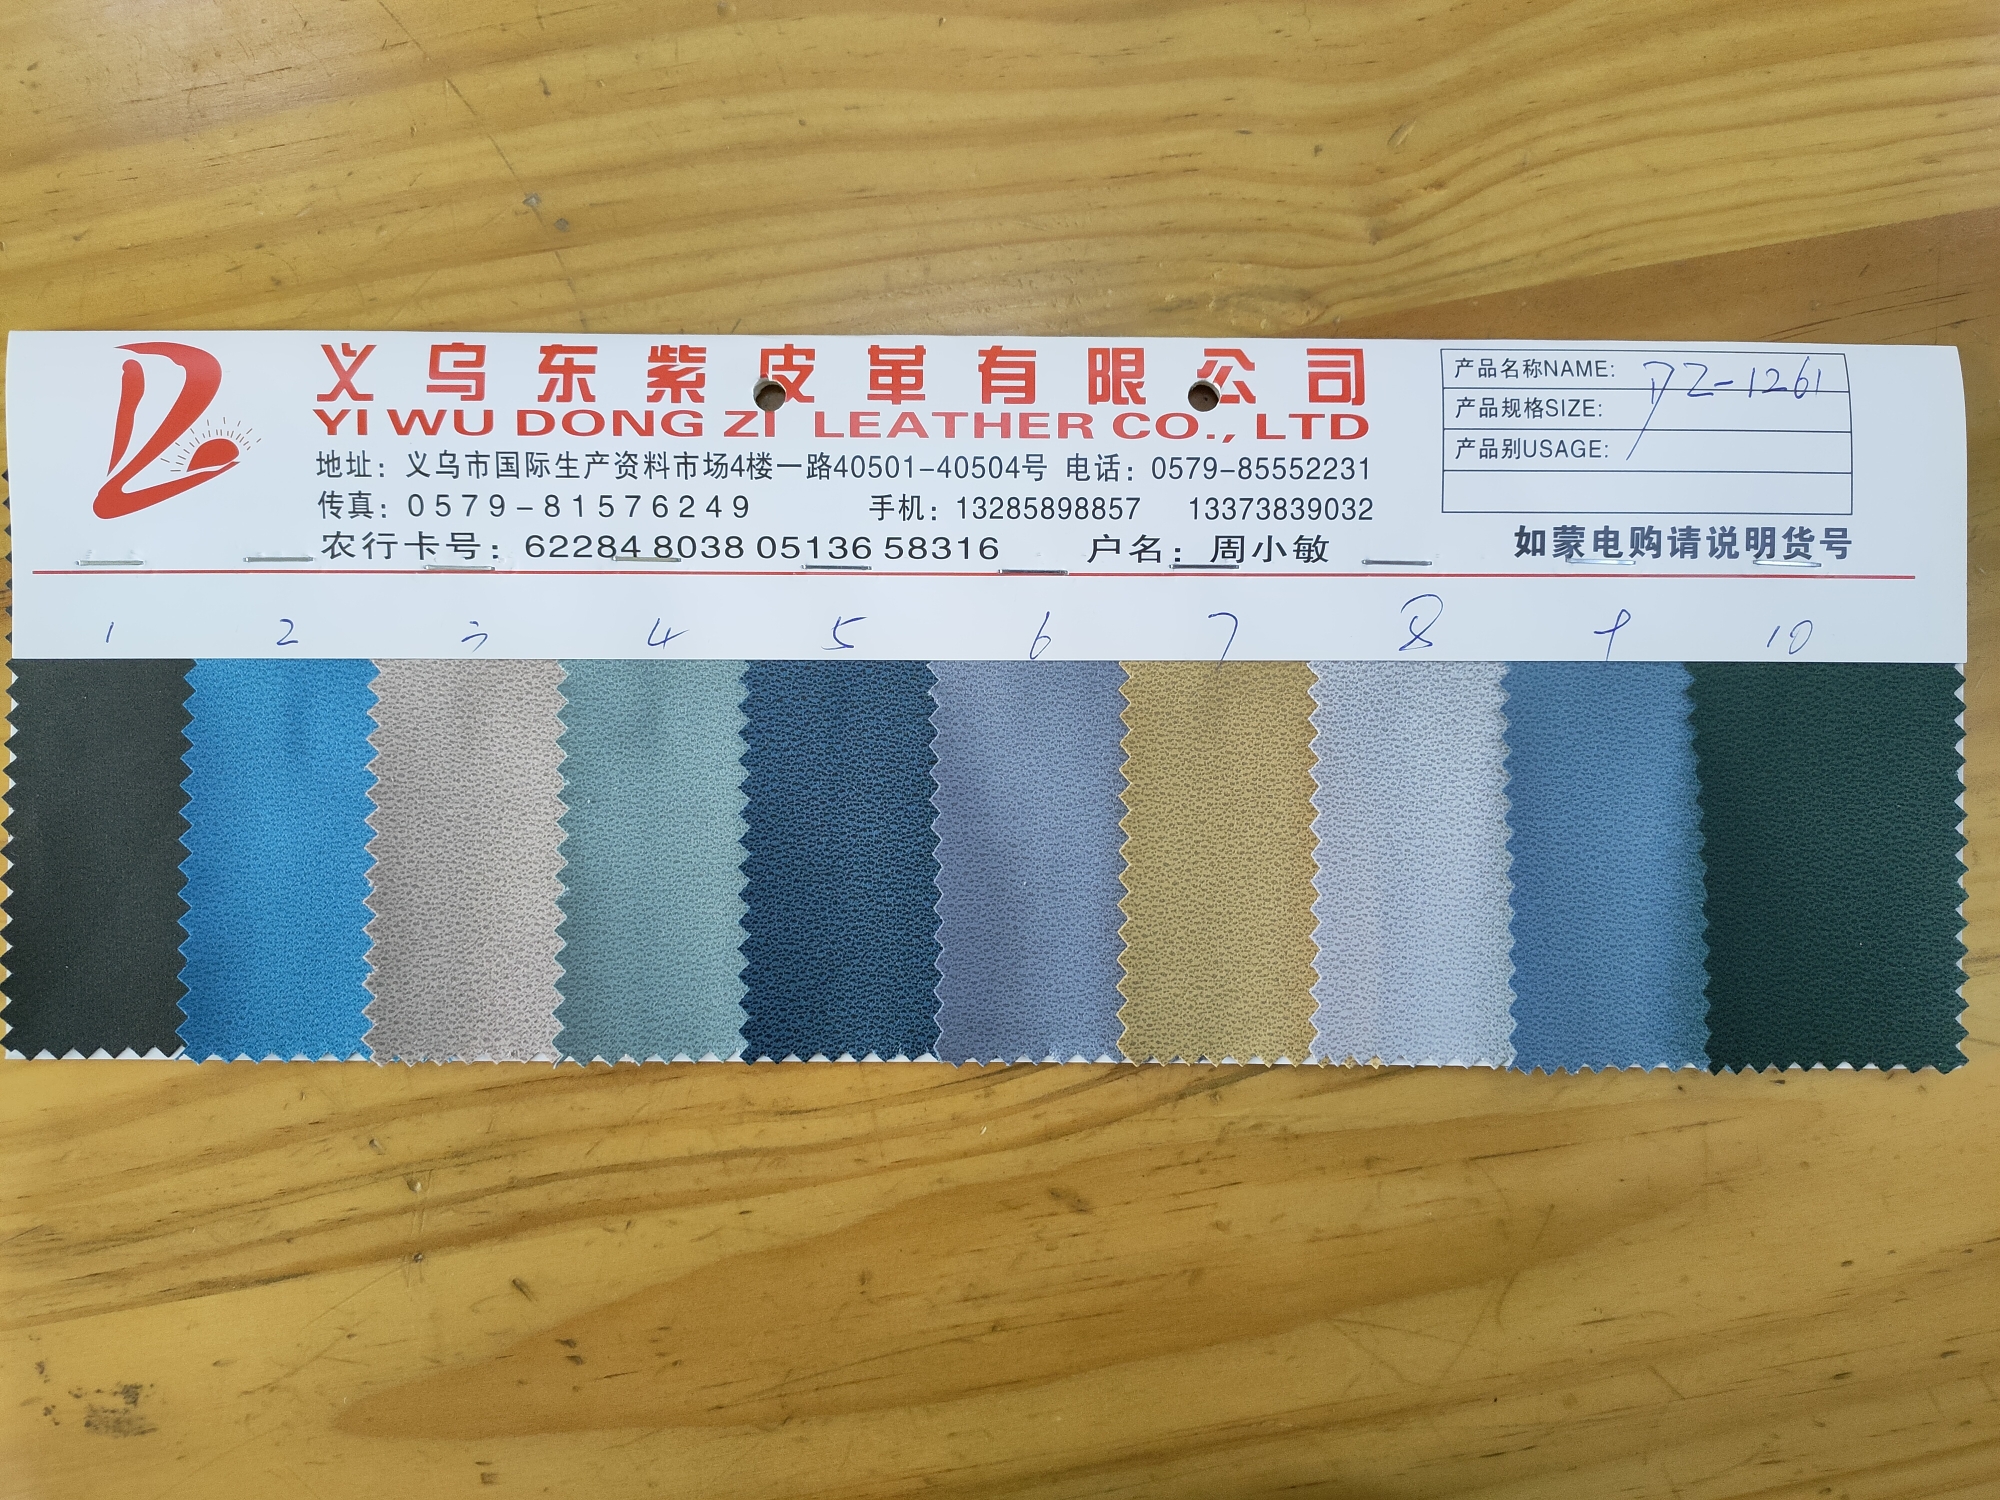 义乌东紫皮革有限公司
YI WU DONG ZI LEATHER CO., LTD
地址：义乌市国际生产资料市场4楼一路40501-40504号 电话：0579-85552231
传真：0579-81576249 手机：13285898857 13373839032
农行卡号：62284 8038 05136 58316 户名：周小敏
产品名称NAME: DZ-1261
产品规格SIZE:
产品别USAGE:
如蒙电购请说明货号
1 2 3 4 5 6 7 8 9 10